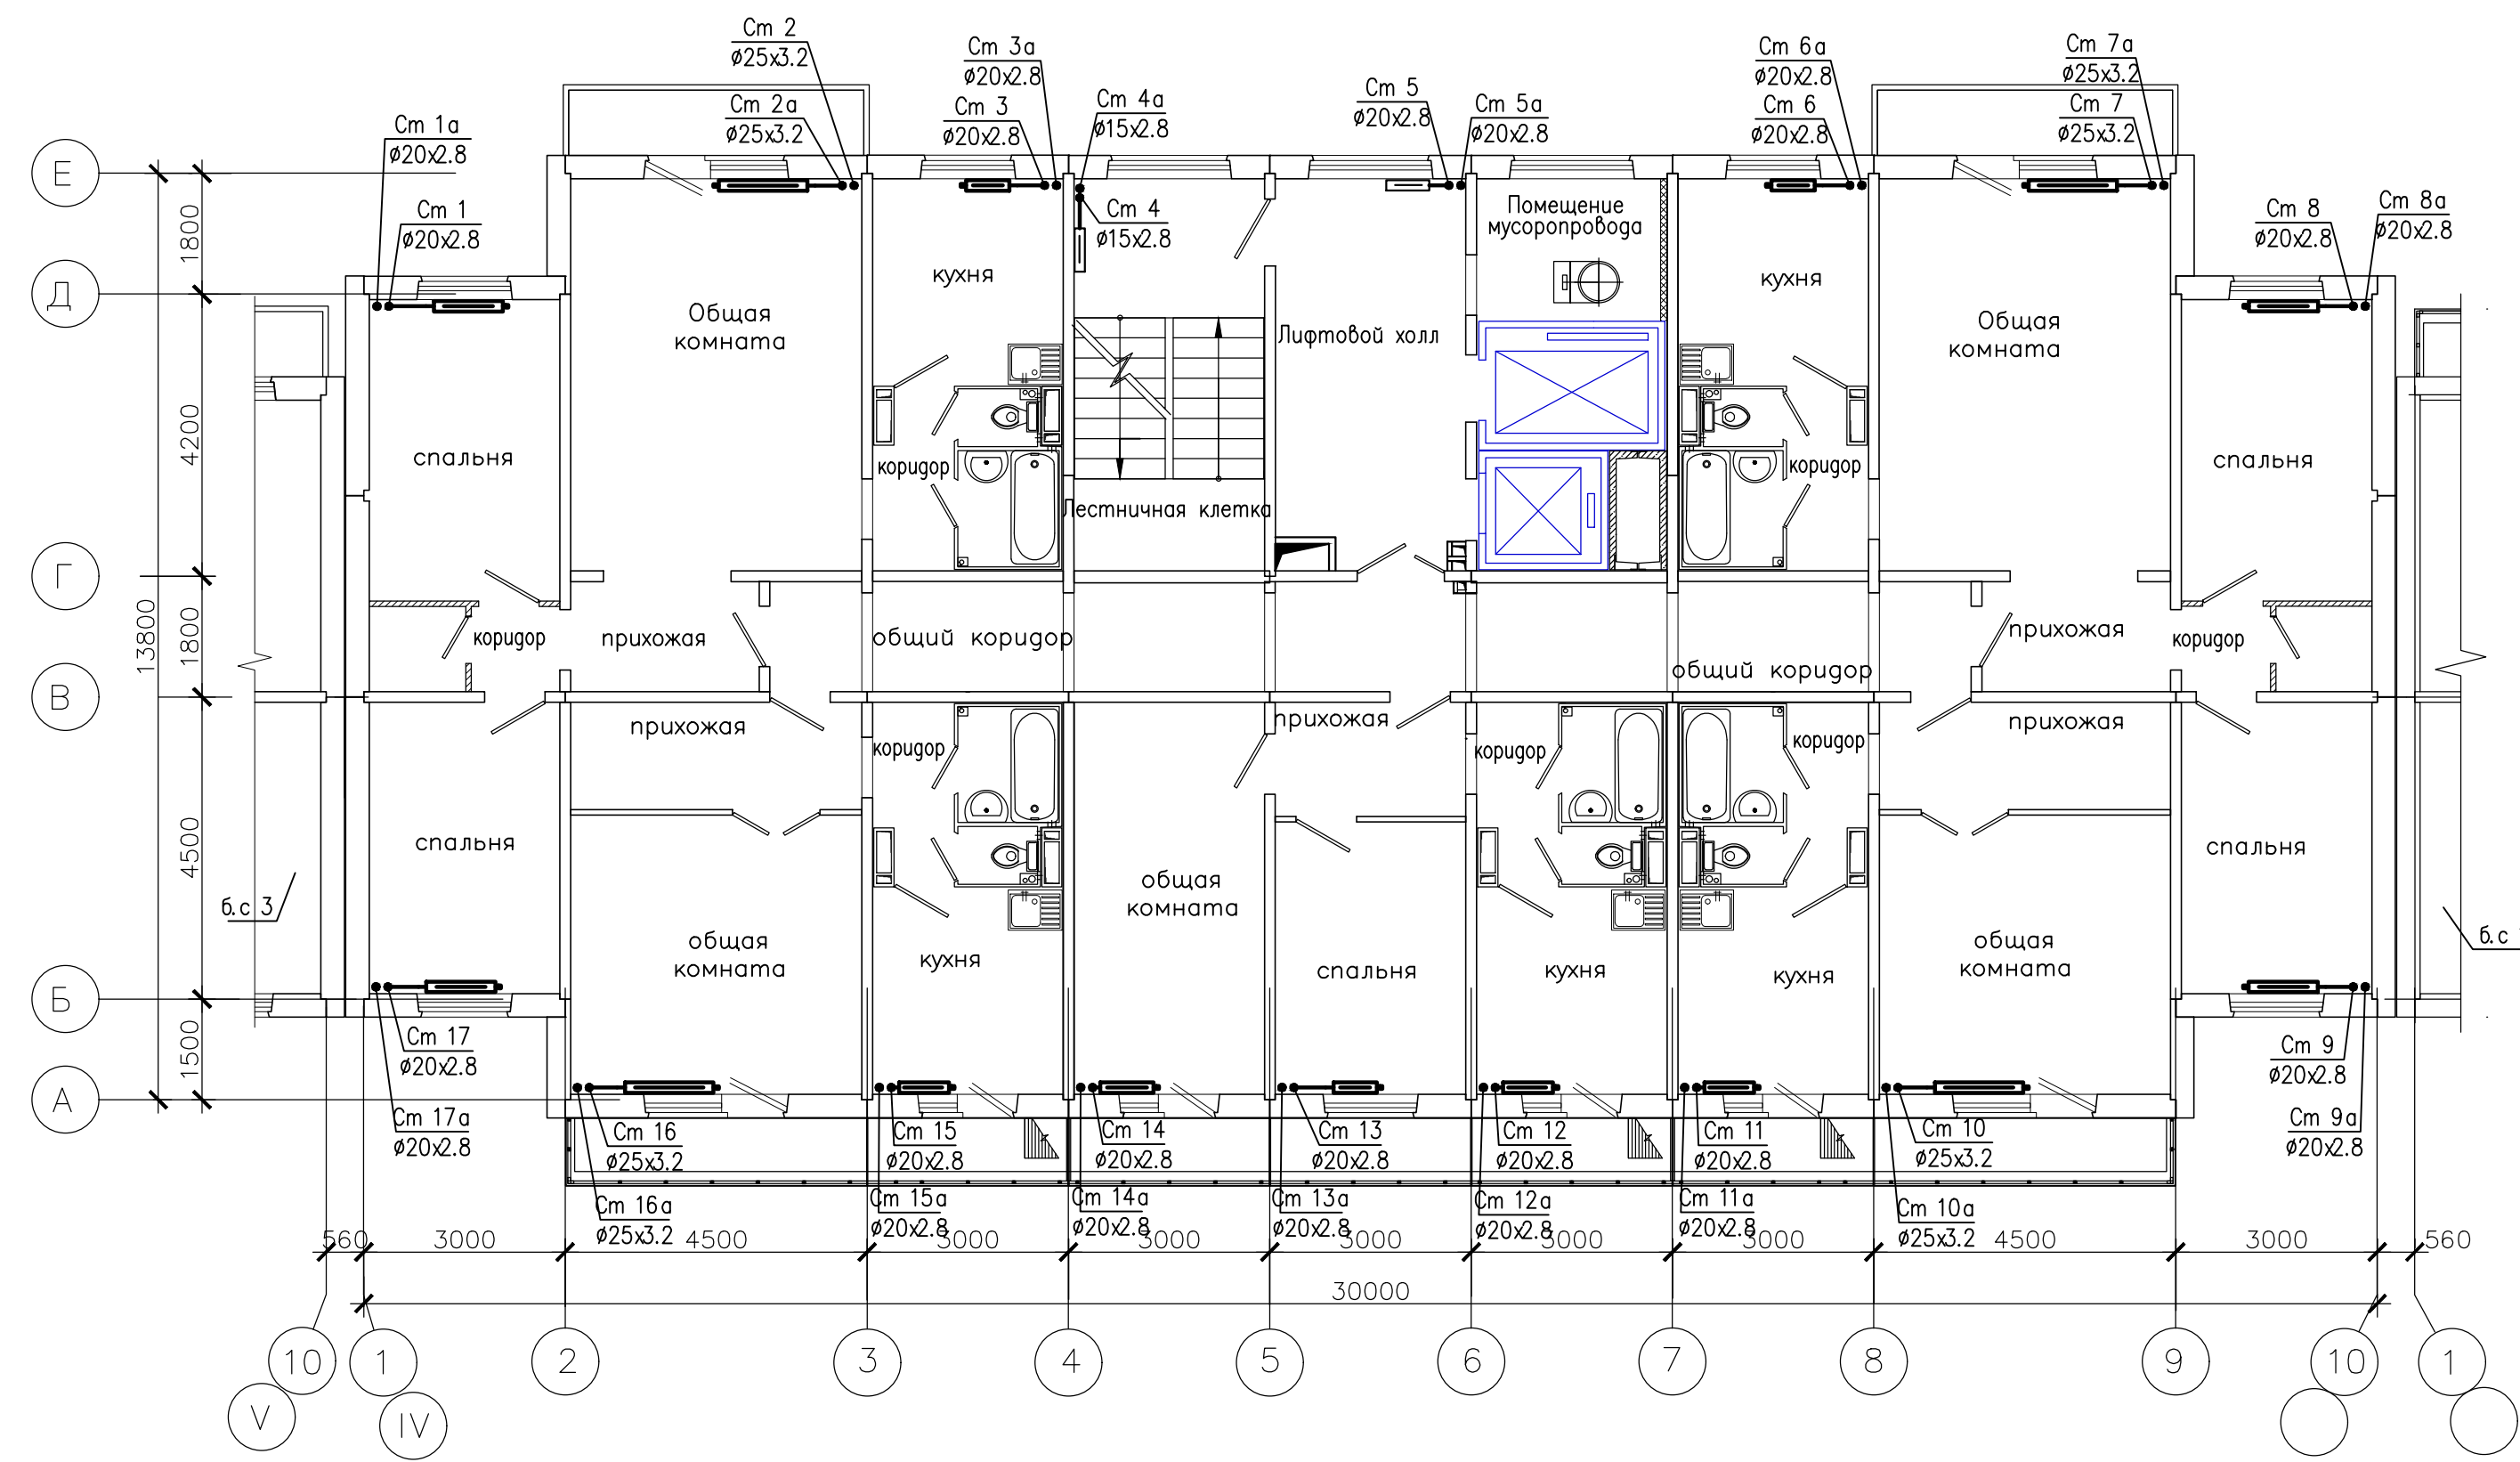 Ст 2
ø25x3.2
Ст 2а
ø25x3.2
Ст 3а
ø20x2.8
Ст 3
ø20x2.8
Ст 4а
ø15x2.8
Ст 4
ø15x2.8
Ст 5
ø20x2.8
Ст 5а
ø20x2.8
Ст 6а
ø20x2.8
Ст 6
ø20x2.8
Ст 7а
ø25x3.2
Ст 7
ø25x3.2
Ст 1а
ø20x2.8
Ст 1
ø20x2.8
Ст 8
ø20x2.8
Ст 8а
ø20x2.8
Е
Д
Г
В
Б
А
1800
4200
1800
4500
1500
13800
Помещение
мусоропровода
кухня
кухня
Общая
комната
Лифтовой холл
Общая
комната
спальня
коридор
коридор
спальня
Лестничная клетка
коридор
прихожая
общий коридор
прихожая
коридор
общий коридор
прихожая
коридор
прихожая
коридор
коридор
прихожая
спальня
спальня
общая
комната
б.с 3
общая
комната
кухня
спальня
кухня
кухня
общая
комната
б.с
Ст 17
ø20x2.8
Ст 17а
ø20x2.8
Ст 16
ø25x3.2
Ст 16а
ø25x3.2
Ст 15
ø20x2.8
Ст 15а
ø20x2.8
Ст 14
ø20x2.8
Ст 14а
ø20x2.8
Ст 13
ø20x2.8
Ст 13а
ø20x2.8
Ст 12
ø20x2.8
Ст 12а
ø20x2.8
Ст 11
ø20x2.8
Ст 11а
ø20x2.8
Ст 10
ø25x3.2
Ст 10а
ø25x3.2
Ст 9
ø20x2.8
Ст 9а
ø20x2.8
560
3000
4500
3000
3000
3000
3000
3000
4500
3000
560
30000
10
1
2
3
4
5
6
7
8
9
10
1
V
IV